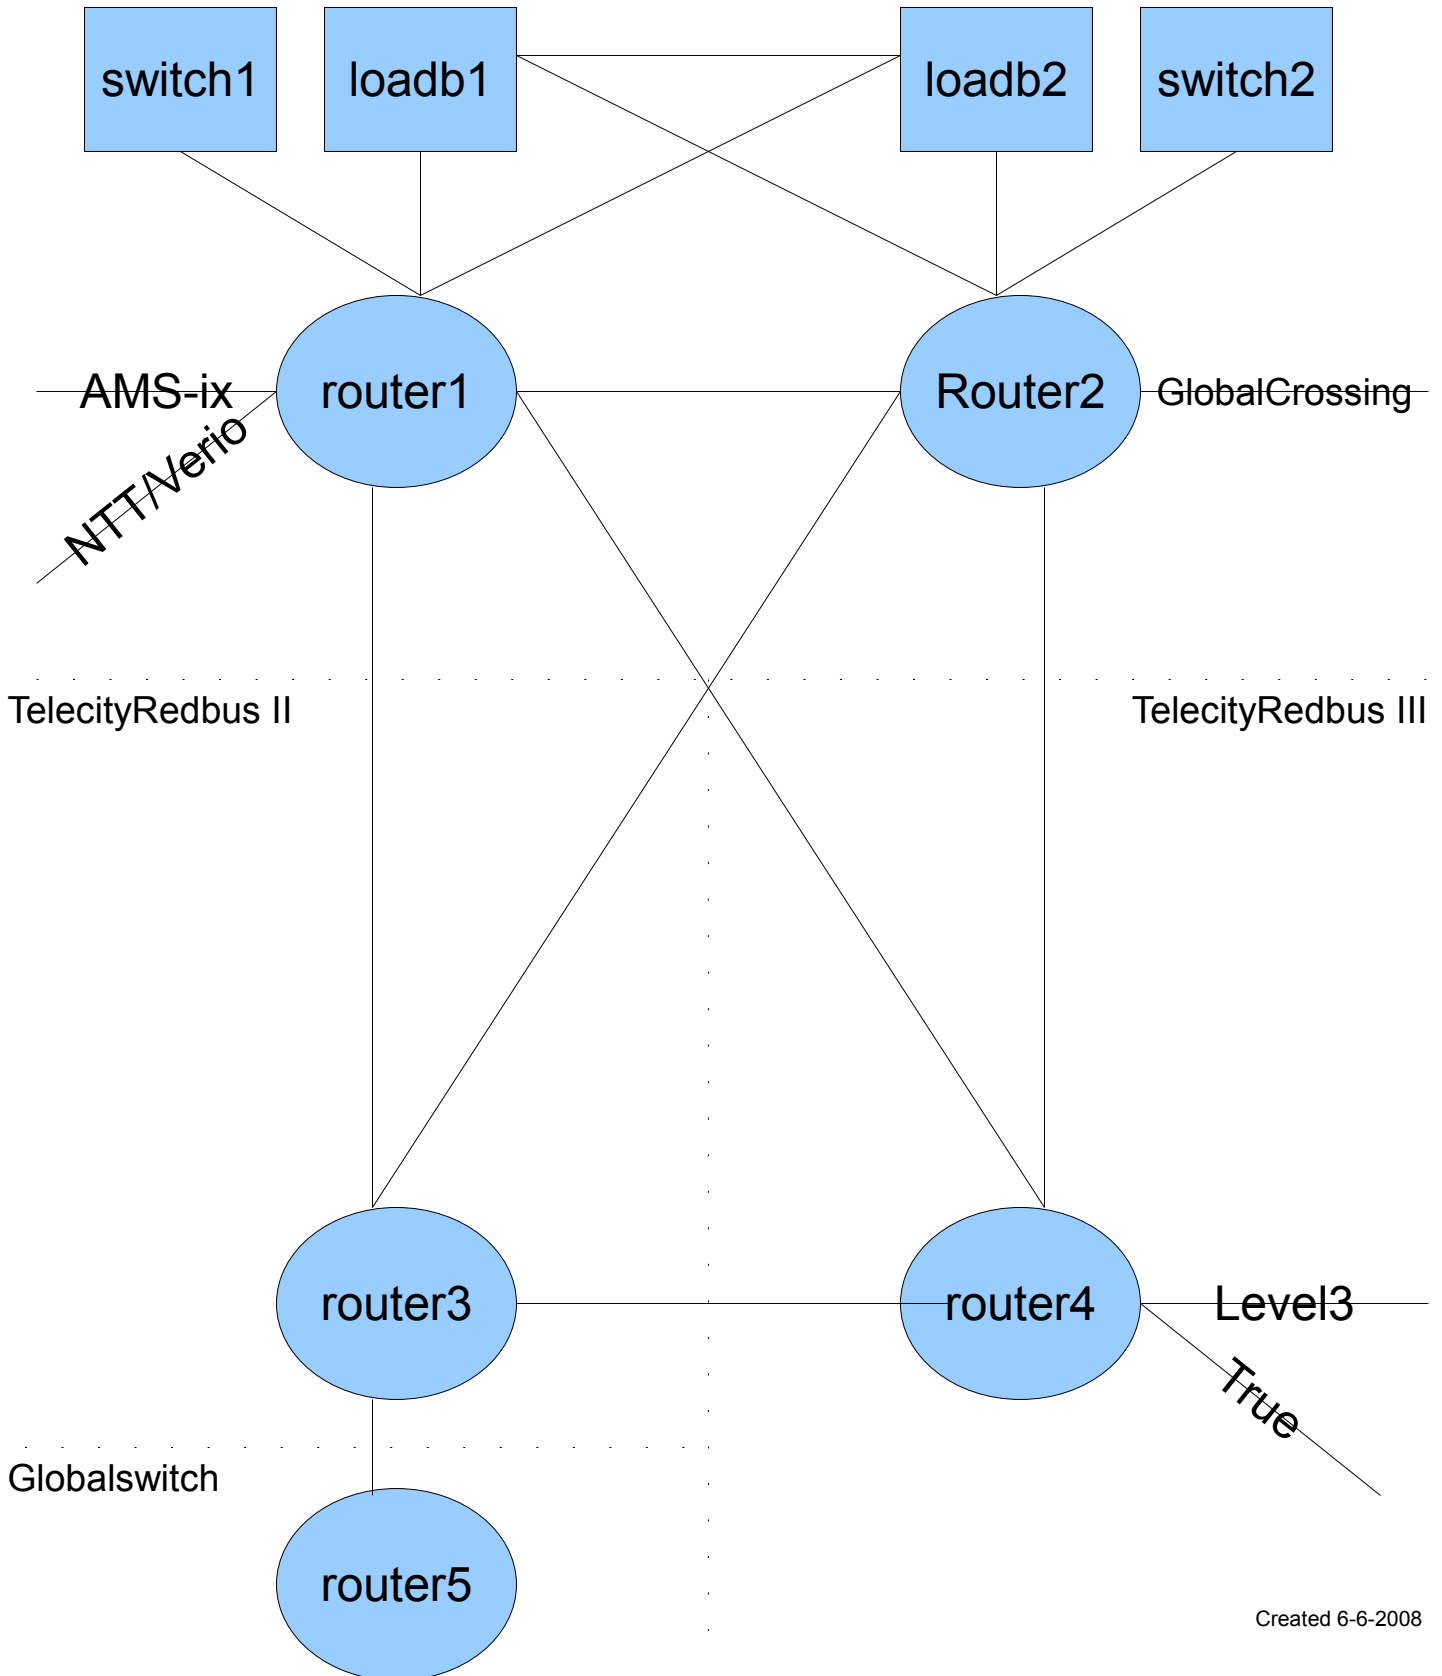 switch1
loadb1
loadb2
switch2
AMS-ix
router1
Router2
GlobalCrossing
NTT/Verio
TelecityRedbus II
TelecityRedbus III
router3
router4
Level3
True
Globalswitch
router5
Created 6-6-2008